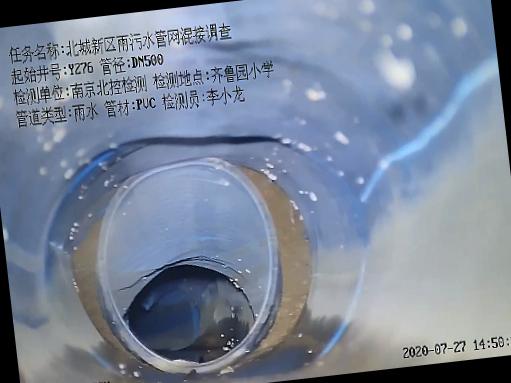 任务名称:北城新区雨污水管网混接调查
起始井号:Y276 管径:DN500
检测单位:南京北控检测 检测地点:齐鲁园小学
管道类型:雨水 管材:PVC 检测员:李小龙
2020-07-27 14:50: